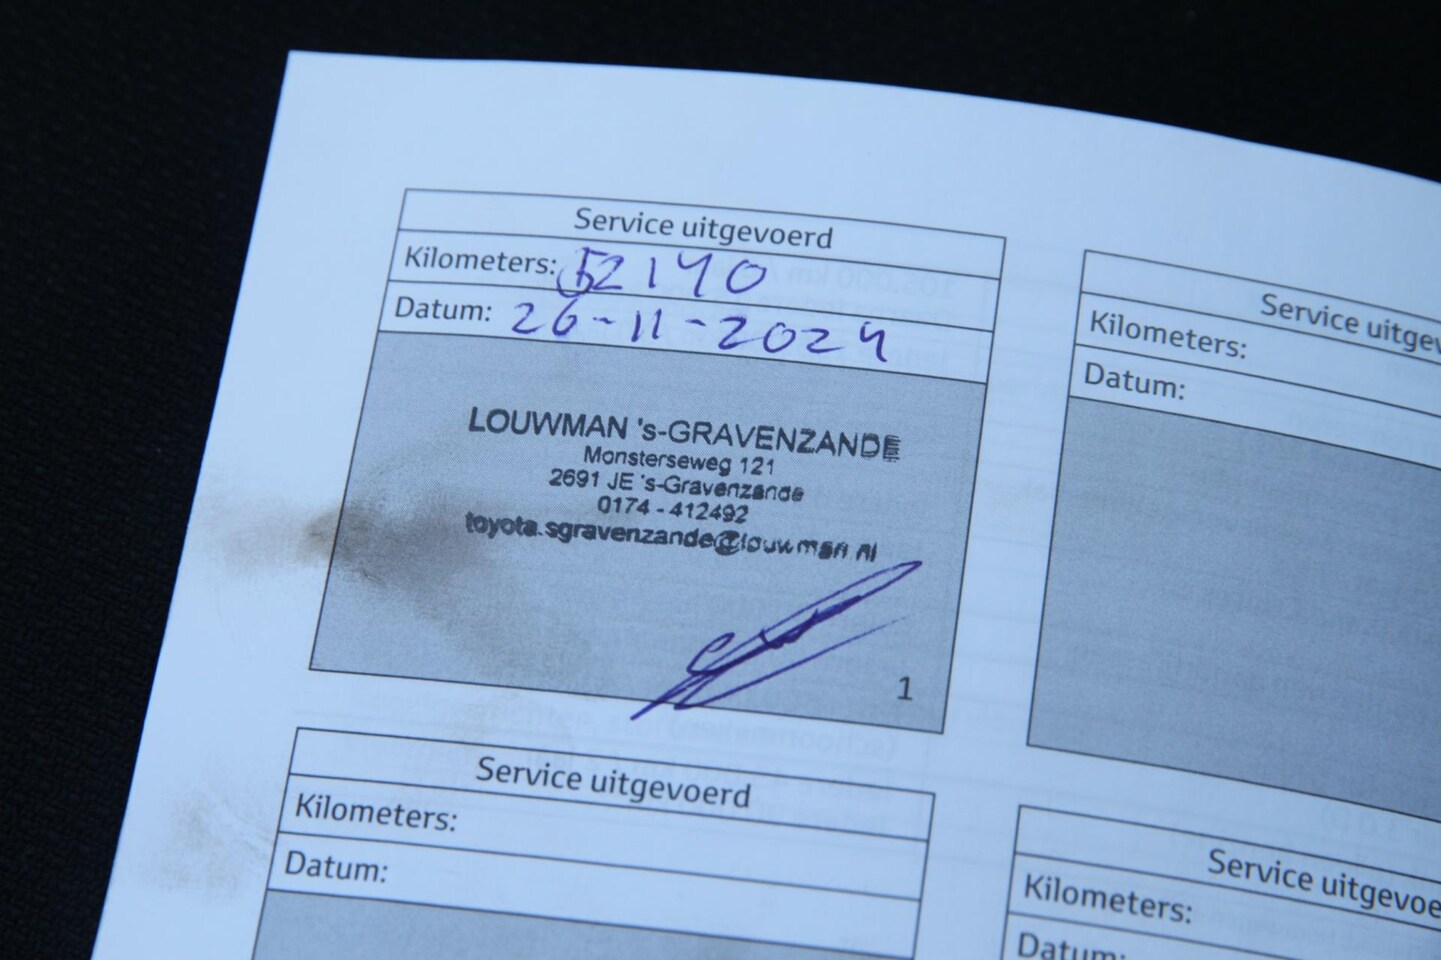 Service uitgevoerd
Kilometers: 52140
Datum: 26-11-2024
LOUWMAN 's-GRAVENZANDE
Monsterseweg 121
2691 JE 's-Gravenzande
0174 - 412492
toyota.sgravenzande@louwman.nl
1
Service uitgev
Kilometers:
Datum:
Service uitgevoerd
Kilometers:
Datum:
Service uitgevoe
Kilometers:
Datum: